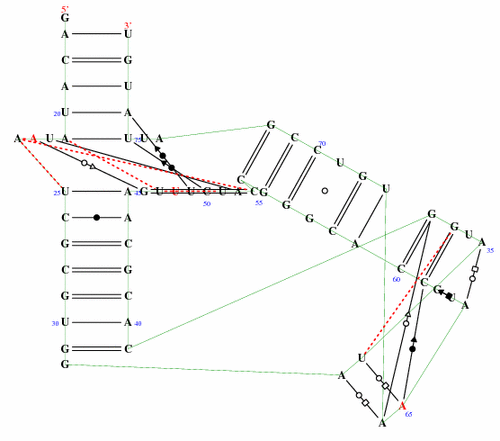 5'
G
3'
A U
C G
A U
20
U A
A A U A U U A
25
U A G U U U C U A C G
50
55
C A
G C
G G
C C
G A
30
U A
40
G C
G
G C C U G U
70
G G G C A
G G U A
35
C C G U A
60
U
A A
65
A